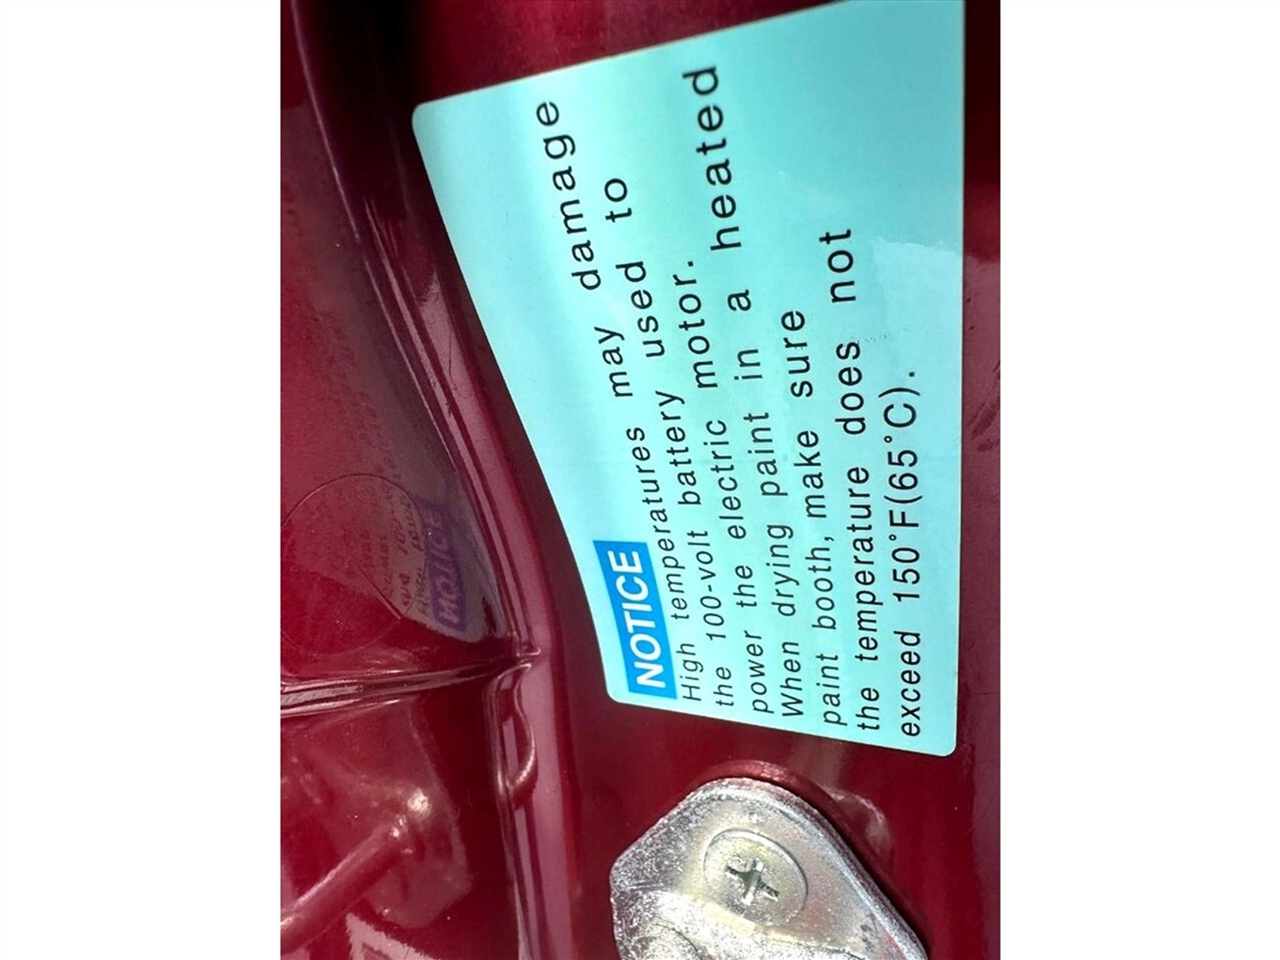 NOTICE
High temperatures may damage
the 100-volt battery used to
power the electric motor.
When drying paint in a heated
paint booth, make sure
the temperature does not
exceed 150°F(65°C).
NOTICE